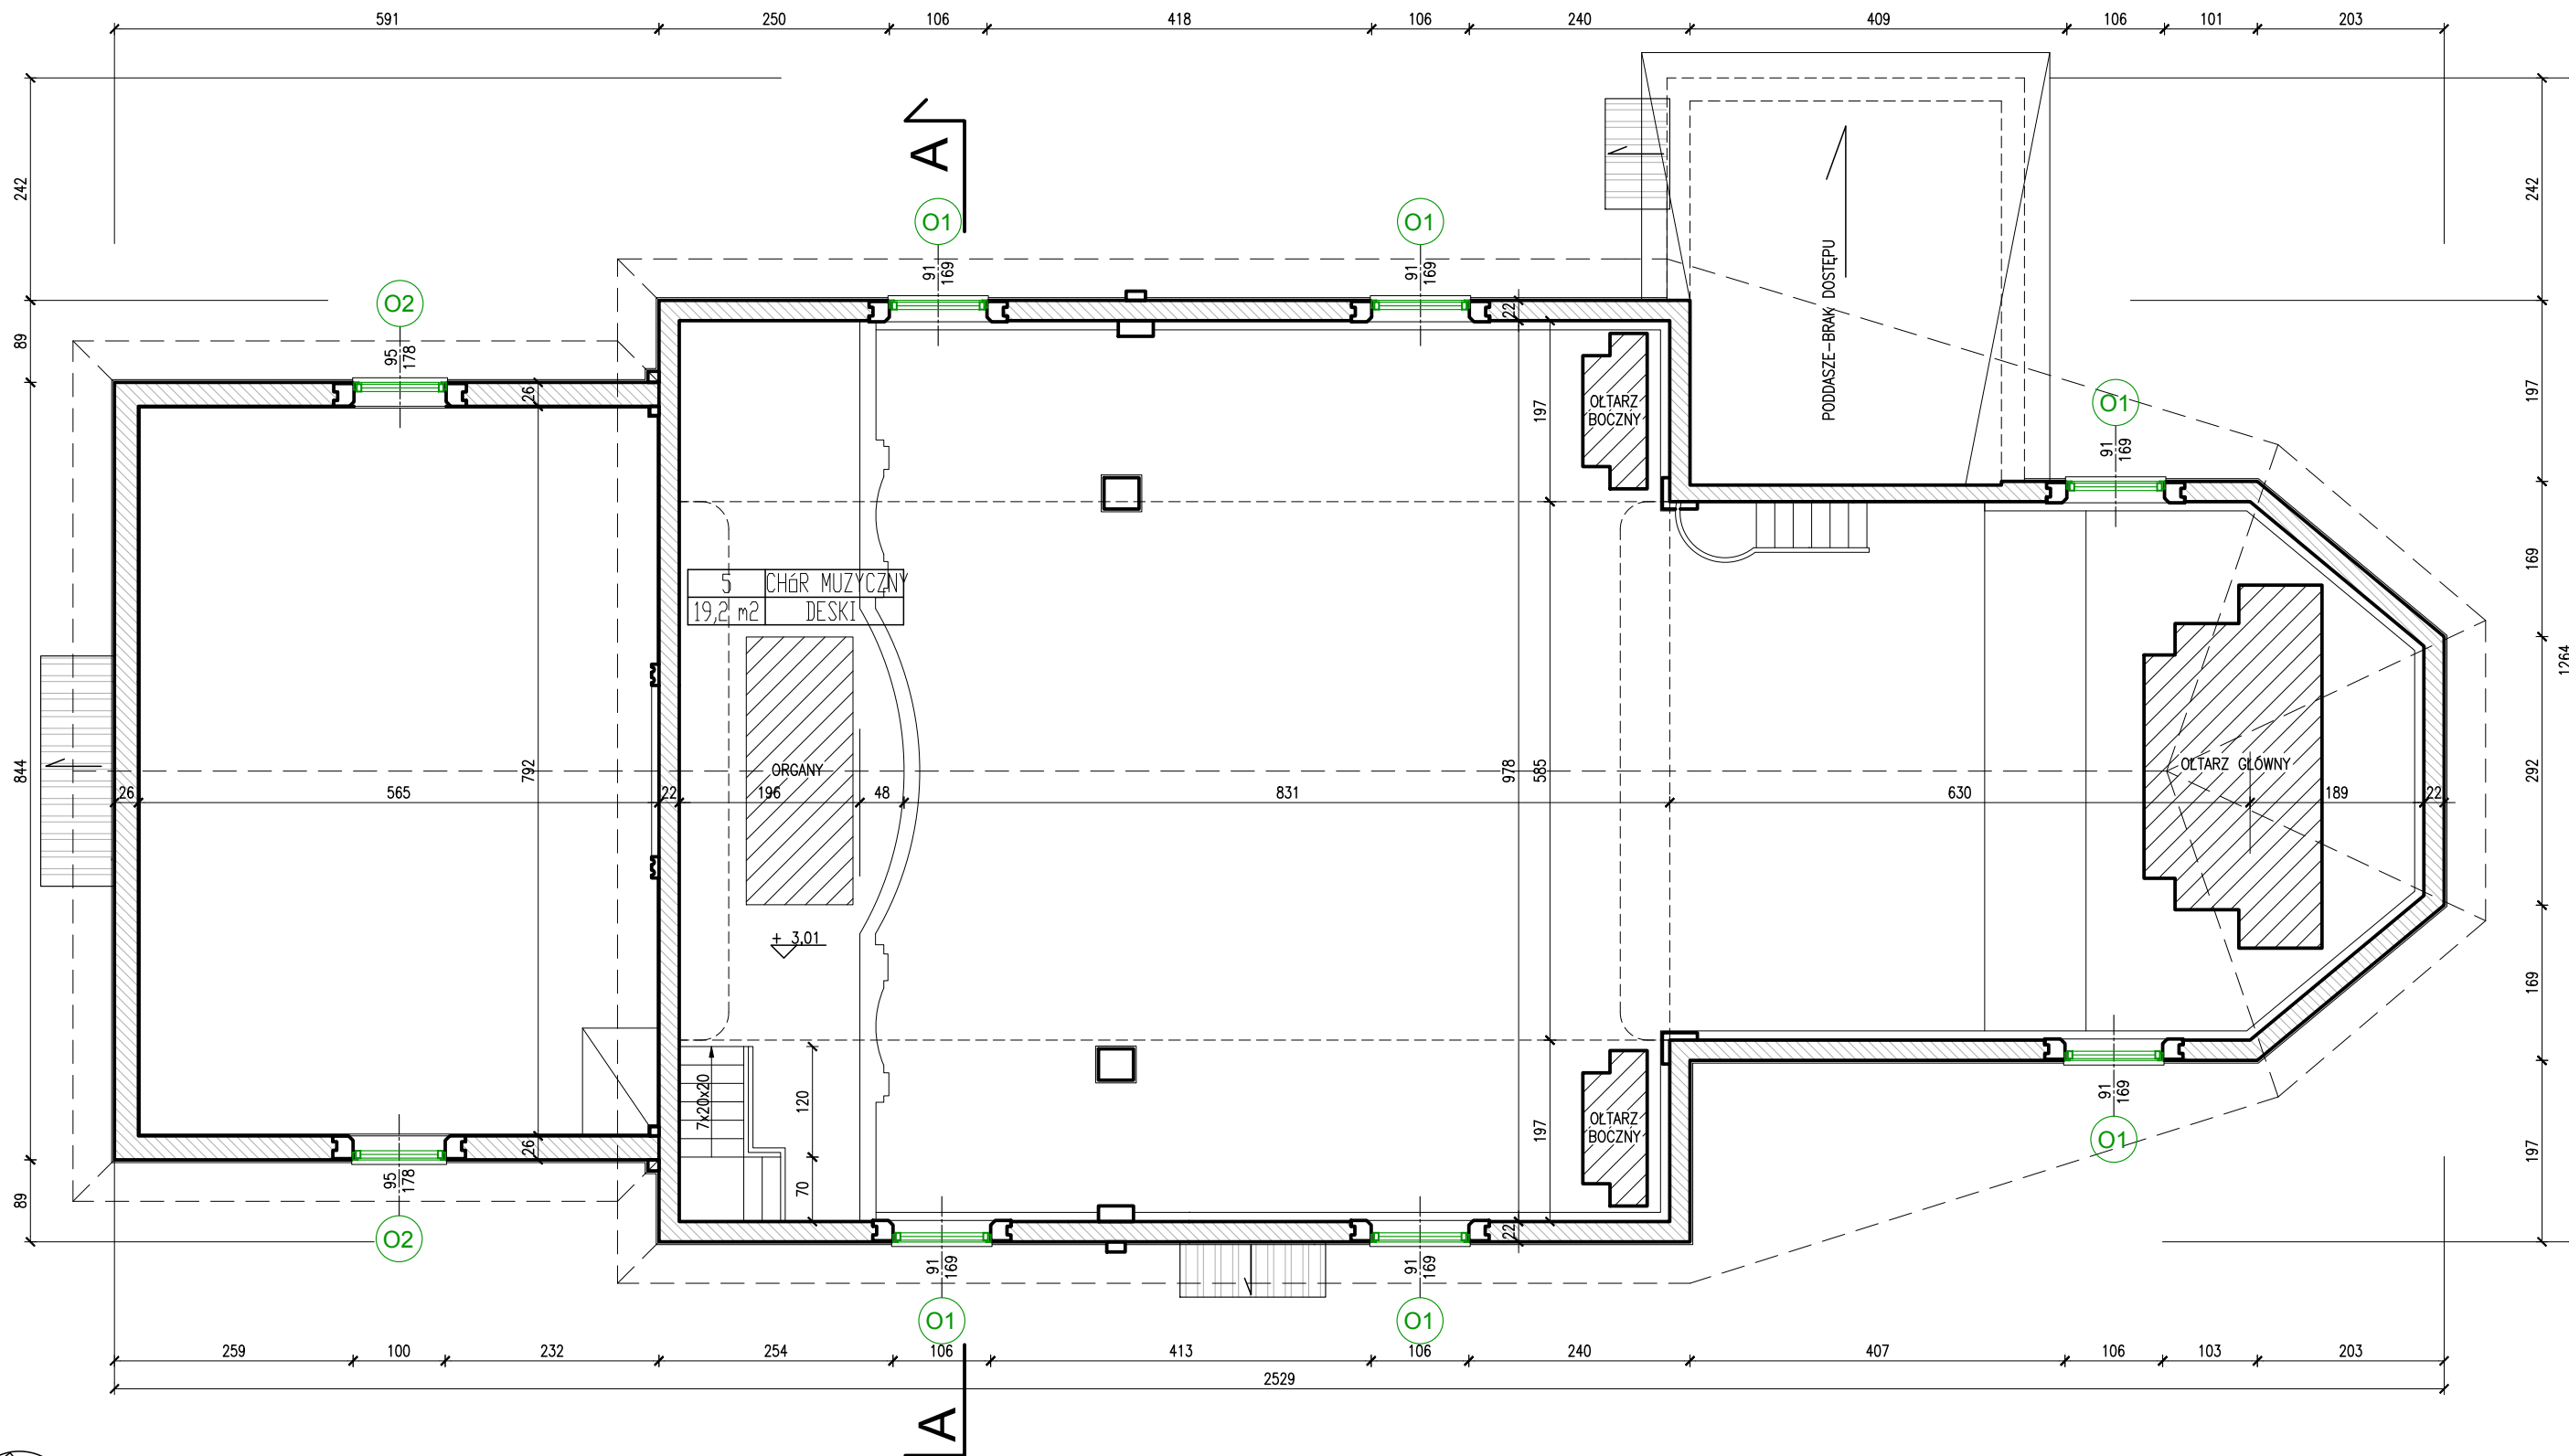 591 250 106 418 106 240 409 106 101 203
A
O1 O1
91 169 91 169
O2
95 178
242 89 844 89
242 197 169 292 169 197
1264
PODDASZE-BRAK DOSTĘPU
O1
91 169
26 22
OŁTARZ
BOCZNY
197
5 CHóR MUZYCZNY
19,2 m2 DESKI
ORGANY
OŁTARZ GŁÓWNY
792 978 585
26 565 22 196 48 831 630 189 22
+ 3,01
7x20x20
120
70
OŁTARZ
BOCZNY
197
26 22
95 178
O2
91 169 91 169
O1 O1
91 169
O1
259 100 232 254 106 413 106 240 407 106 103 203
2529
A